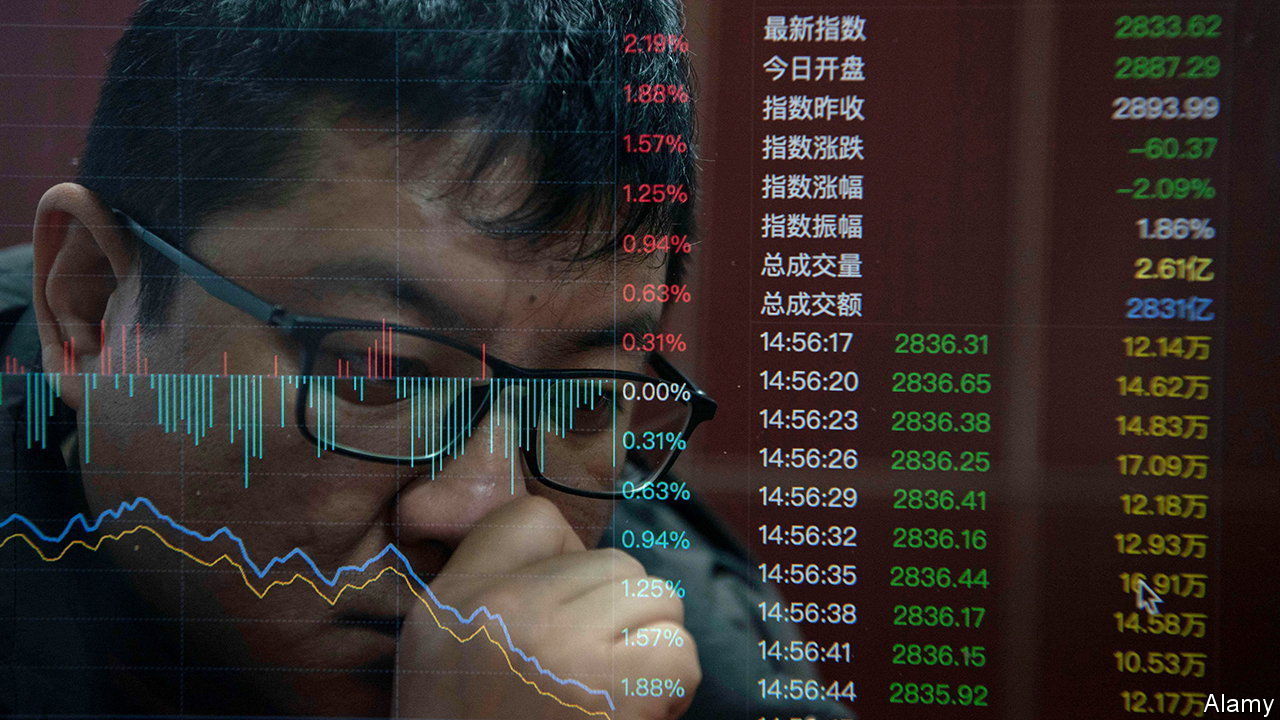 2.19%
1.88%
1.57%
1.25%
0.94%
0.63%
0.31%
0.00%
0.31%
0.63%
0.94%
1.25%
1.57%
1.88%
最新指数 2833.62
今日开盘 2887.29
指数昨收 2893.99
指数涨跌 -60.37
指数涨幅 -2.09%
指数振幅 1.86%
总成交量 2.61亿
总成交额 2831亿
14:56:17 2836.31 12.14万
14:56:20 2836.65 14.62万
14:56:23 2836.38 14.83万
14:56:26 2836.25 17.09万
14:56:29 2836.41 12.18万
14:56:32 2836.16 12.93万
14:56:35 2836.44 16.91万
14:56:38 2836.17 14.58万
14:56:41 2836.15 10.53万
14:56:44 2835.92 12.17万
Alamy